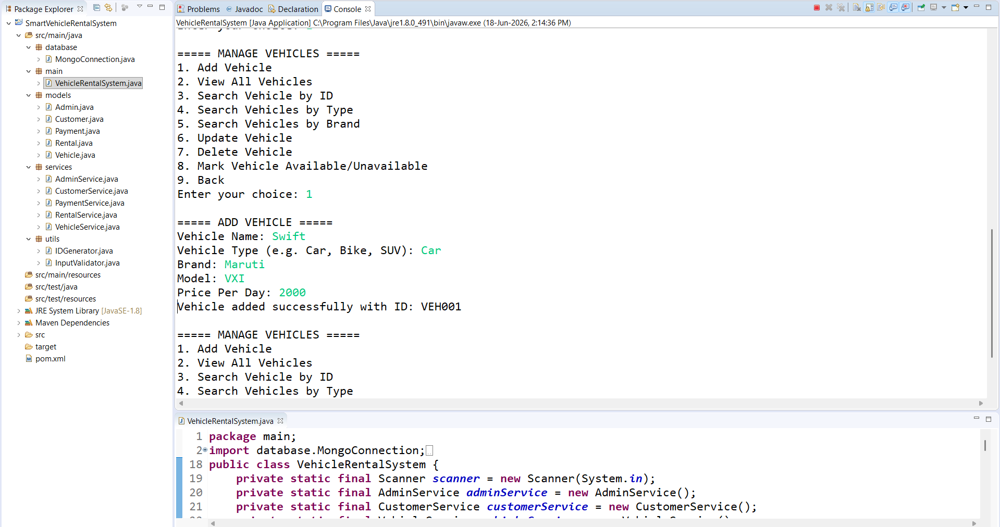 Package Explorer
SmartVehicleRentalSystem
src/main/java
database
MongoConnection.java
main
VehicleRentalSystem.java
models
Admin.java
Customer.java
Payment.java
Rental.java
Vehicle.java
services
AdminService.java
CustomerService.java
PaymentService.java
RentalService.java
VehicleService.java
utils
IDGenerator.java
InputValidator.java
src/main/resources
src/test/java
src/test/resources
JRE System Library [JavaSE-1.8]
Maven Dependencies
src
target
pom.xml
Problems @ Javadoc Declaration Console
VehicleRentalSystem [Java Application] C:\Program Files\Java\jre1.8.0_491\bin\javaw.exe (18-Jun-2026, 2:14:36 PM)
Enter your choice:
===== MANAGE VEHICLES =====
1. Add Vehicle
2. View All Vehicles
3. Search Vehicle by ID
4. Search Vehicles by Type
5. Search Vehicles by Brand
6. Update Vehicle
7. Delete Vehicle
8. Mark Vehicle Available/Unavailable
9. Back
Enter your choice: 1
===== ADD VEHICLE =====
Vehicle Name: Swift
Vehicle Type (e.g. Car, Bike, SUV): Car
Brand: Maruti
Model: VXI
Price Per Day: 2000
Vehicle added successfully with ID: VEH001
===== MANAGE VEHICLES =====
1. Add Vehicle
2. View All Vehicles
3. Search Vehicle by ID
4. Search Vehicles by Type
VehicleRentalSystem.java
1 package main;
2 import database.MongoConnection;
18 public class VehicleRentalSystem {
19 private static final Scanner scanner = new Scanner(System.in);
20 private static final AdminService adminService = new AdminService();
21 private static final CustomerService customerService = new CustomerService();